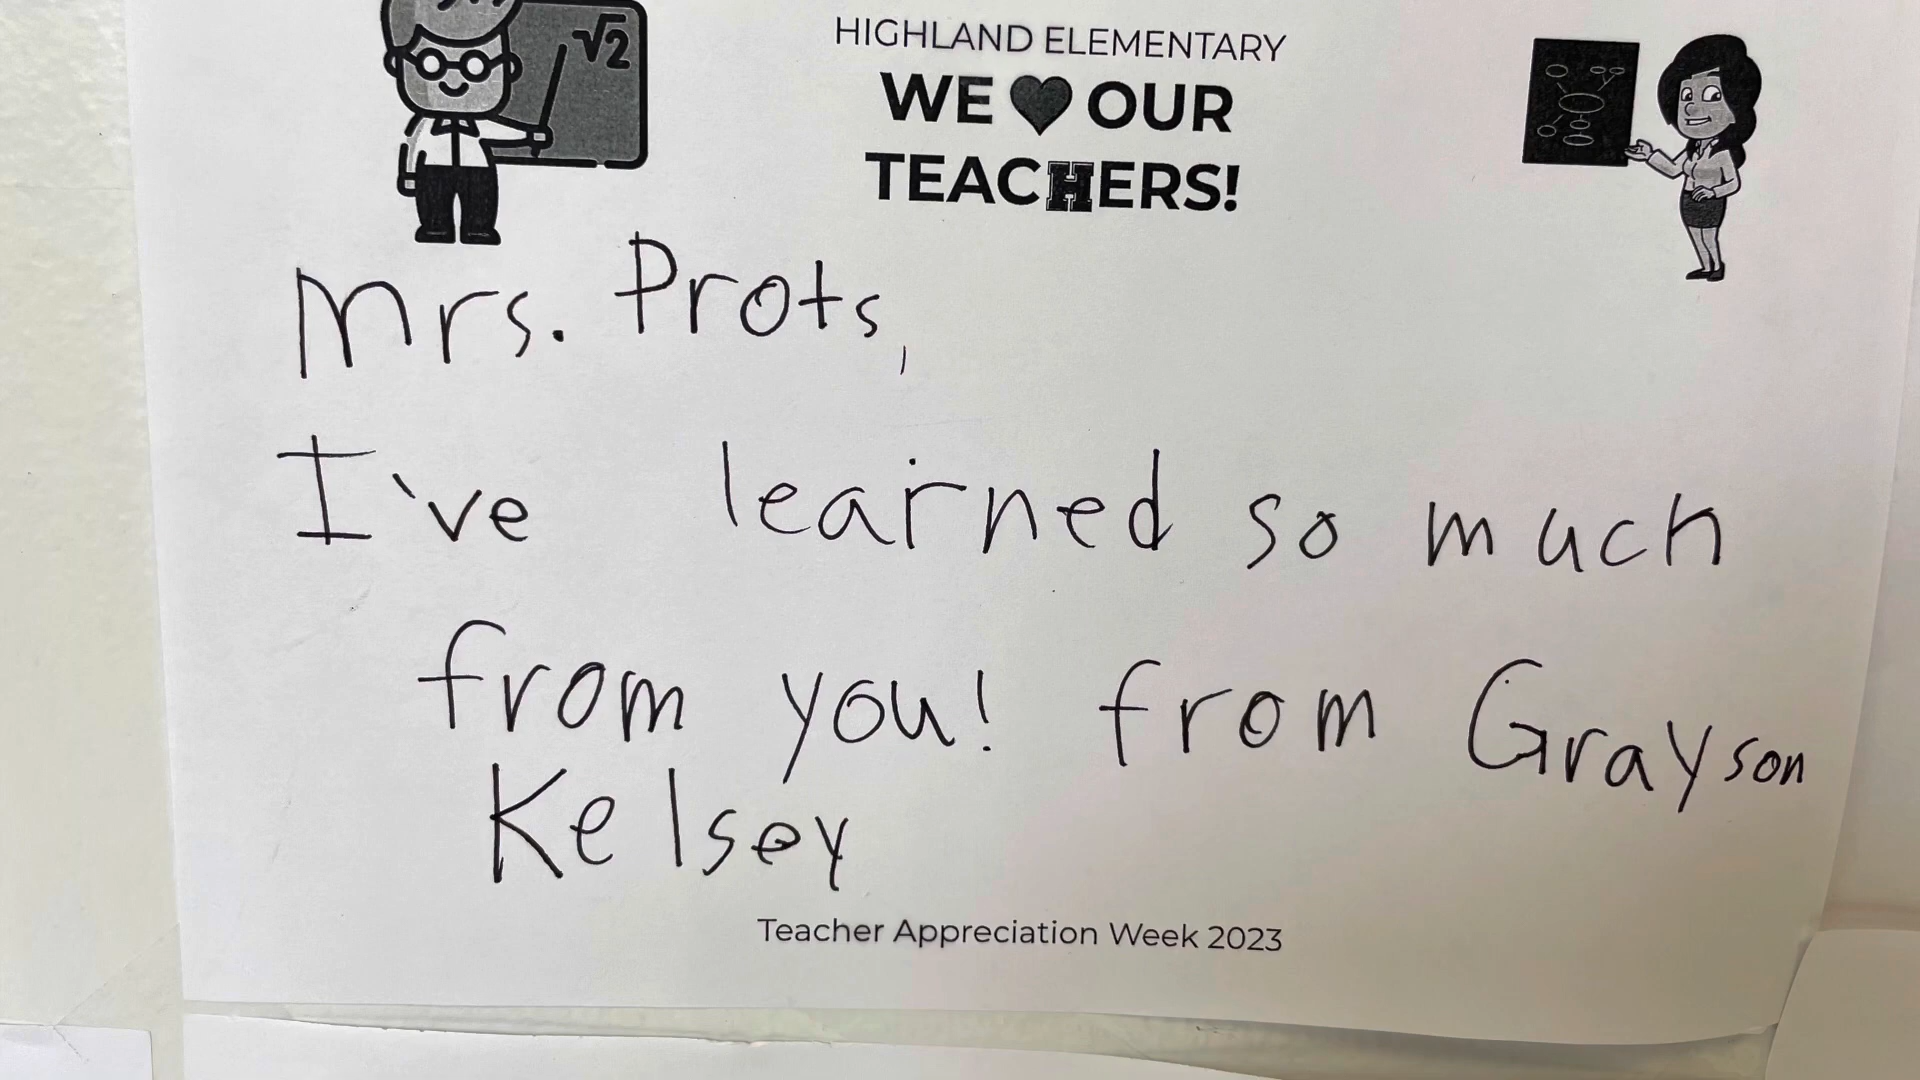 √2
HIGHLAND ELEMENTARY
WE ♥ OUR
TEACHERS!
Mrs. Prots,
I've learned so much
from you! from Grayson
Kelsey
Teacher Appreciation Week 2023